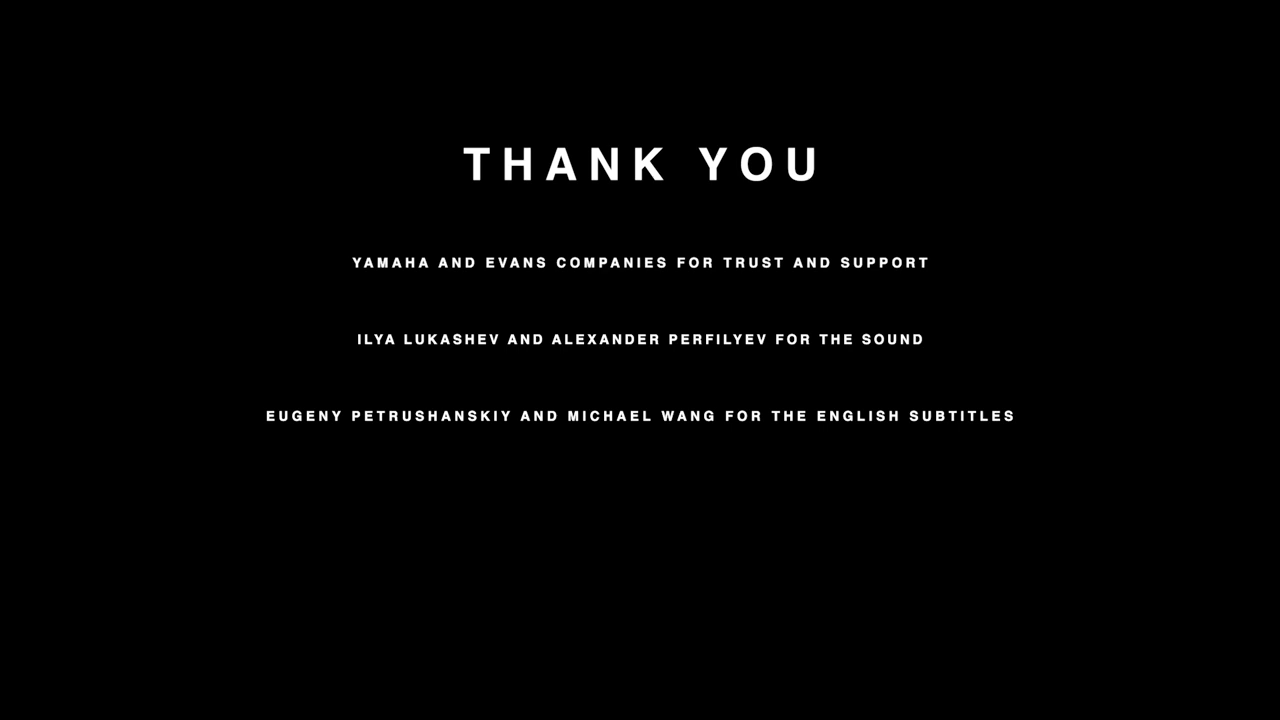 THANK YOU
YAMAHA AND EVANS COMPANIES FOR TRUST AND SUPPORT
ILYA LUKASHEV AND ALEXANDER PERFILYEV FOR THE SOUND
EUGENY PETRUSHANSKIY AND MICHAEL WANG FOR THE ENGLISH SUBTITLES